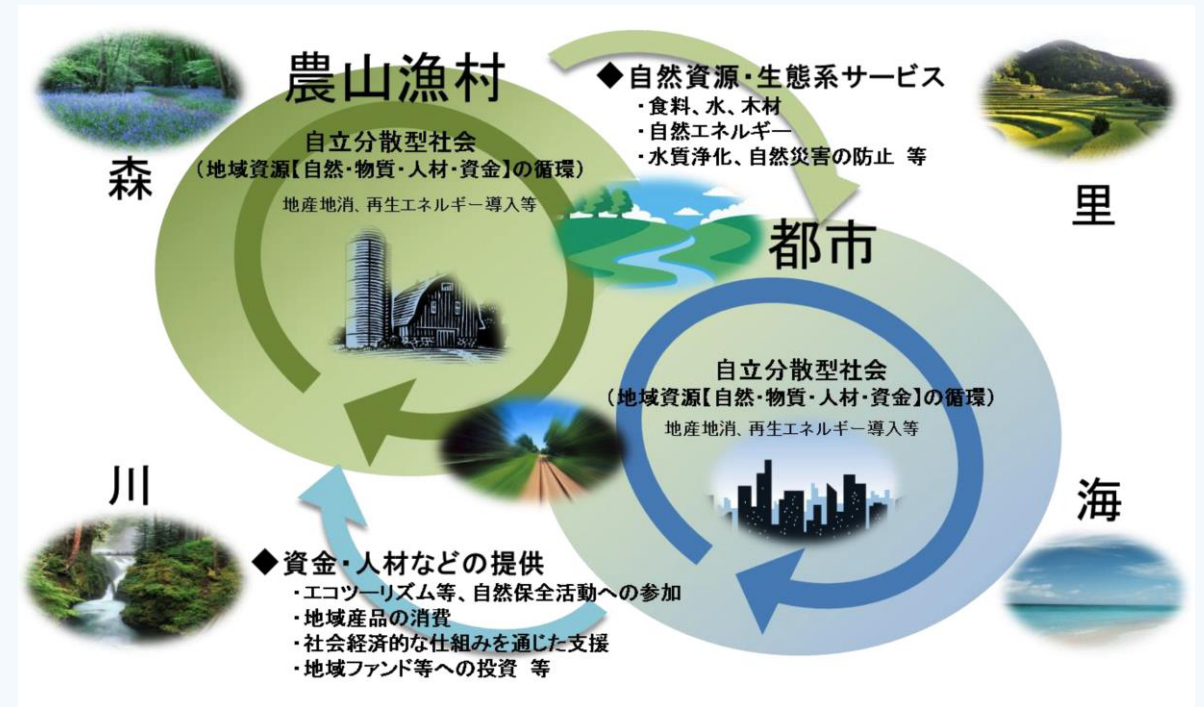 農山漁村
森
自立分散型社会
(地域資源【自然・物質・人材・資金】の循環)
地産地消、再生エネルギー導入等
◆自然資源・生態系サービス
・食料、水、木材
・自然エネルギー
・水質浄化、自然災害の防止 等
里
都市
自立分散型社会
(地域資源【自然・物質・人材・資金】の循環)
地産地消、再生エネルギー導入等
川
◆資金・人材などの提供
・エコツーリズム等、自然保全活動への参加
・地域産品の消費
・社会経済的な仕組みを通じた支援
・地域ファンド等への投資 等
海